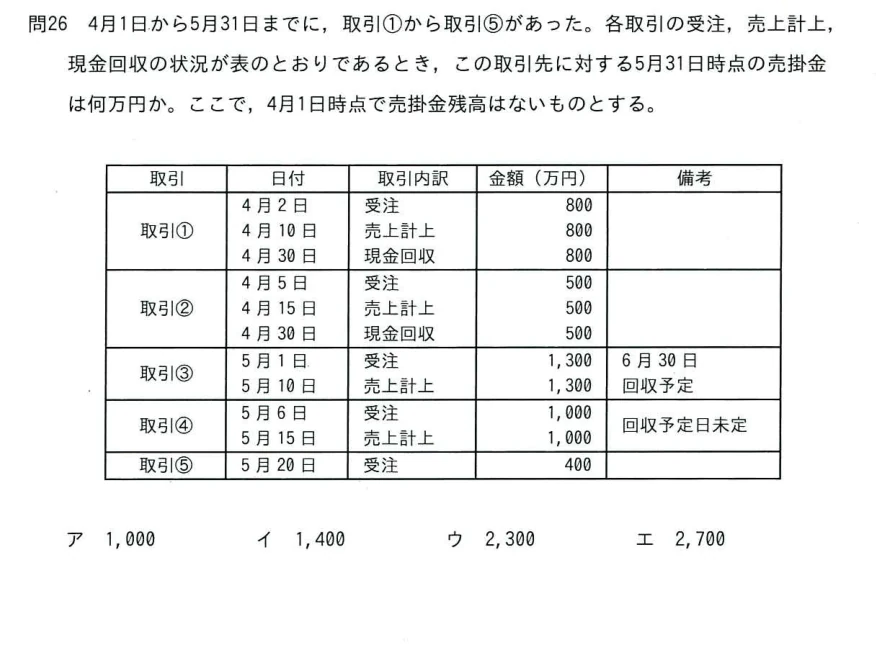 問26 4月1日から5月31日までに，取引①から取引⑤があった。各取引の受注，売上計上，
現金回収の状況が表のとおりであるとき，この取引先に対する5月31日時点の売掛金
は何万円か。ここで，4月1日時点で売掛金残高はないものとする。
取引 日付 取引内訳 金額（万円） 備考
4月2日 受注 800
取引① 4月10日 売上計上 800
4月30日 現金回収 800
4月5日 受注 500
取引② 4月15日 売上計上 500
4月30日 現金回収 500
取引③ 5月1日 受注 1,300 6月30日
5月10日 売上計上 1,300 回収予定
取引④ 5月6日 受注 1,000 回収予定日未定
5月15日 売上計上 1,000
取引⑤ 5月20日 受注 400
ア 1,000 イ 1,400 ウ 2,300 エ 2,700